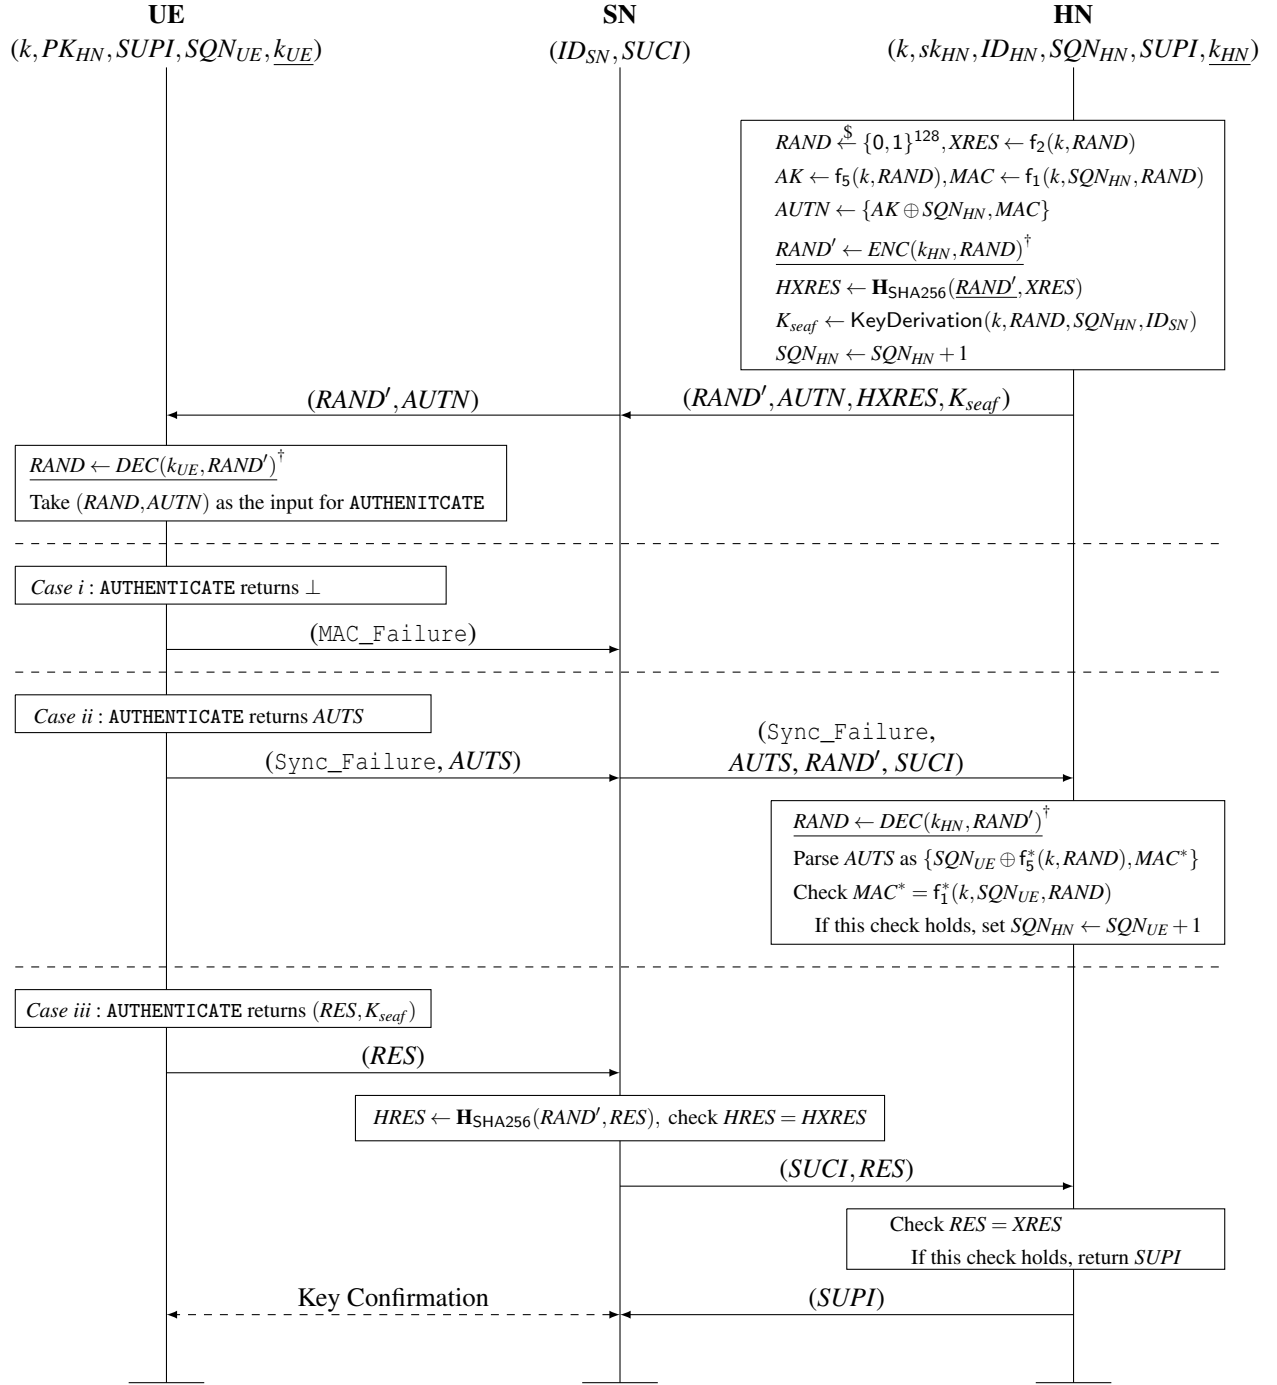 UE SN HN
(k, PK_HN, SUPI, SQN_UE, k_UE) (ID_SN, SUCI) (k, sk_HN, ID_HN, SQN_HN, SUPI, k_HN)
RAND ←$ {0,1}^128, XRES ← f_2(k, RAND)
AK ← f_5(k, RAND), MAC ← f_1(k, SQN_HN, RAND)
AUTN ← {AK ⊕ SQN_HN, MAC}
RAND′ ← ENC(k_HN, RAND)†
HXRES ← H_SHA256(RAND′, XRES)
K_seaf ← KeyDerivation(k, RAND, SQN_HN, ID_SN)
SQN_HN ← SQN_HN + 1
(RAND′, AUTN) (RAND′, AUTN, HXRES, K_seaf)
RAND ← DEC(k_UE, RAND′)†
Take (RAND, AUTN) as the input for AUTHENITCATE
Case i : AUTHENTICATE returns ⊥
(MAC_Failure)
Case ii : AUTHENTICATE returns AUTS
(Sync_Failure, AUTS)
(Sync_Failure,
AUTS, RAND′, SUCI)
RAND ← DEC(k_HN, RAND′)†
Parse AUTS as {SQN_UE ⊕ f_5^*(k, RAND), MAC*}
Check MAC* = f_1^*(k, SQN_UE, RAND)
If this check holds, set SQN_HN ← SQN_UE + 1
Case iii : AUTHENTICATE returns (RES, K_seaf)
(RES)
HRES ← H_SHA256(RAND′, RES), check HRES = HXRES
(SUCI, RES)
Check RES = XRES
If this check holds, return SUPI
Key Confirmation (SUPI)